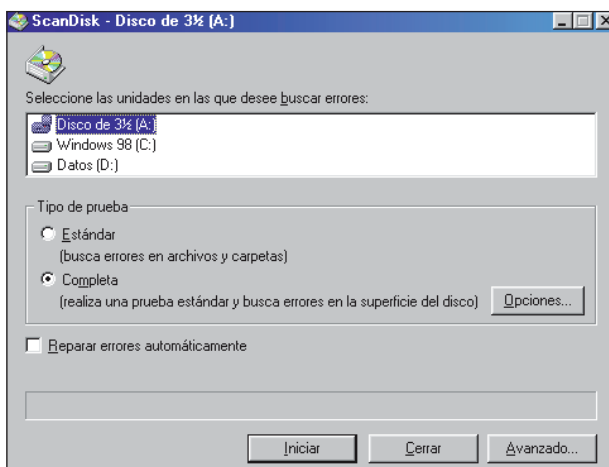 ScanDisk - Disco de 3½ (A:)
Seleccione las unidades en las que desee buscar errores:
Disco de 3½ (A:)
Windows 98 (C:)
Datos (D:)
Tipo de prueba
Estándar
(busca errores en archivos y carpetas)
Completa
(realiza una prueba estándar y busca errores en la superficie del disco)
Opciones...
Reparar errores automáticamente
Iniciar
Cerrar
Avanzado...